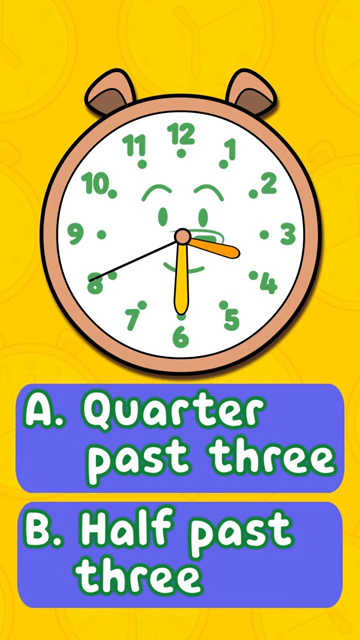 12
11 1
10 2
9 3
8 4
7 5
6
A. Quarter
past three
B. Half past
three